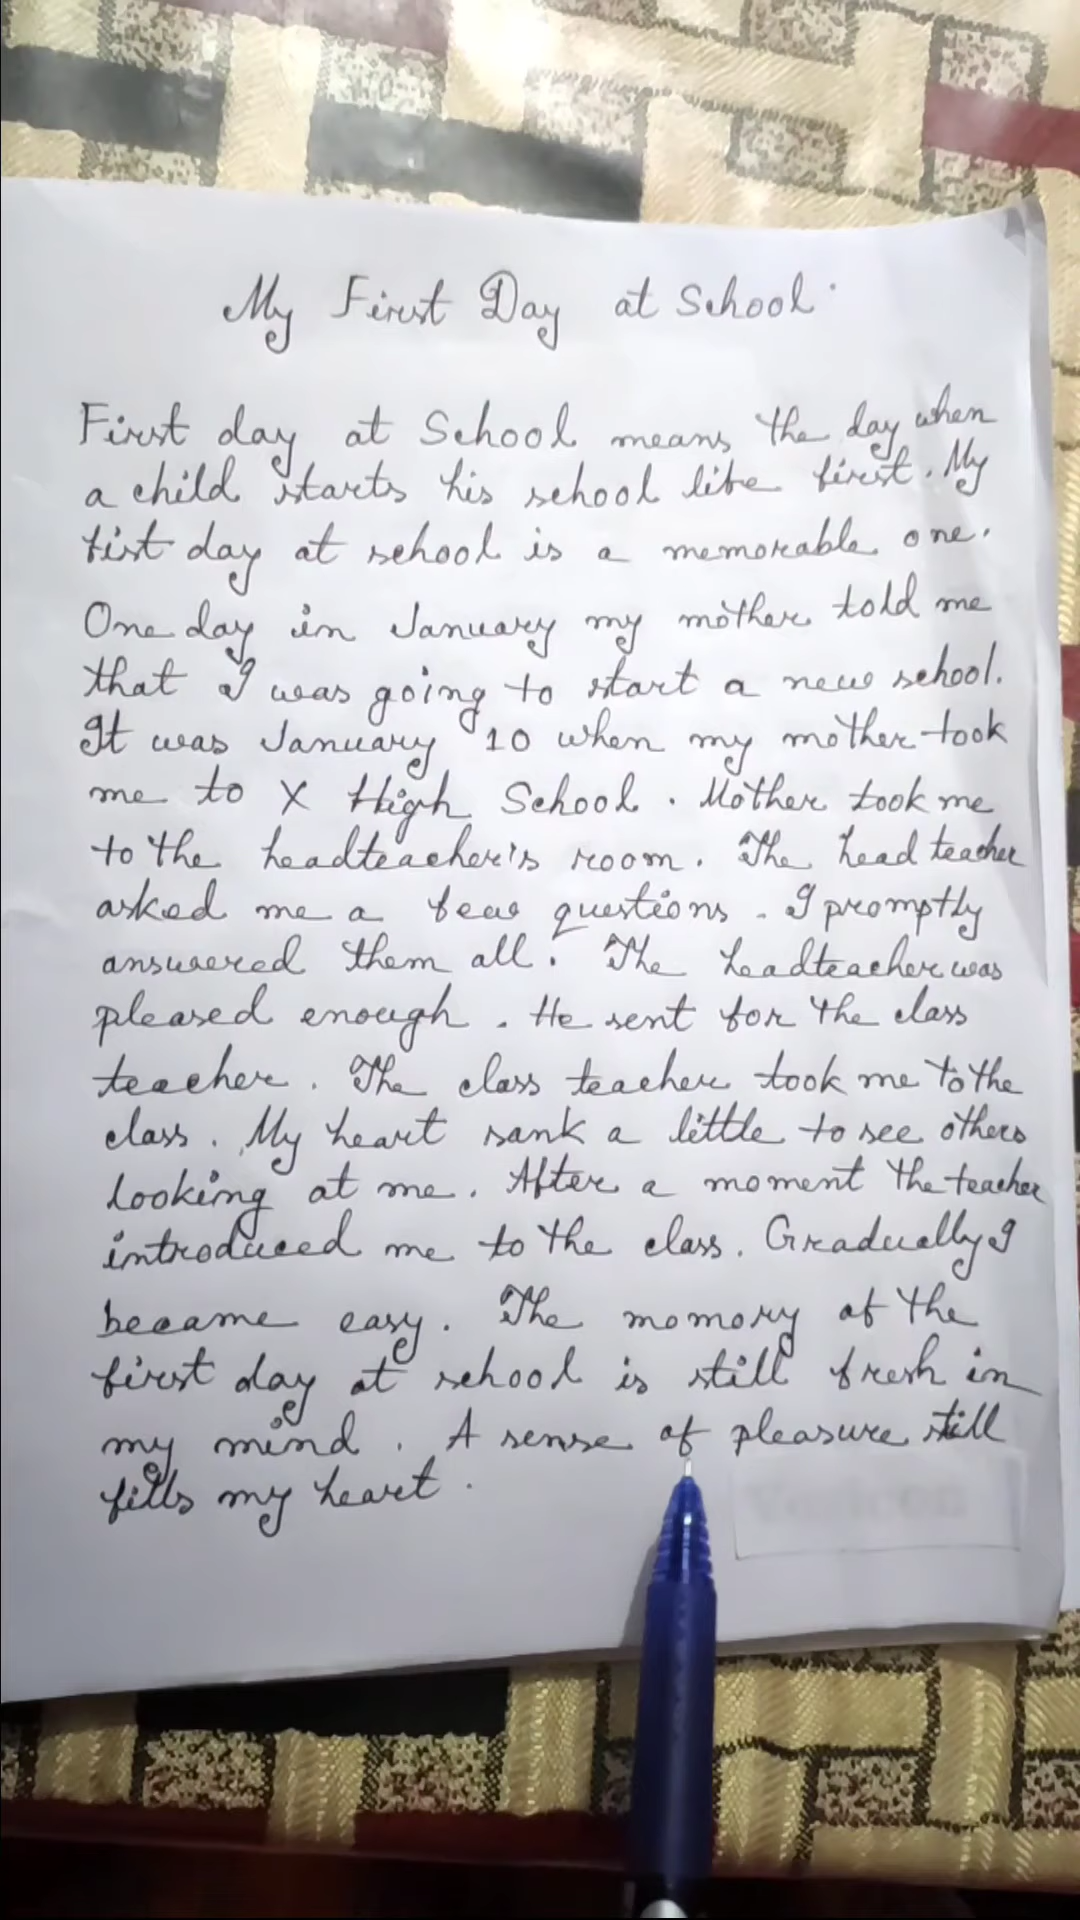 My First Day at School.
First day at School means the day when
a child starts his school life first. My
fist day at school is a memorable one.
One day in January my mother told me
that I was going to start a new school.
It was January 10 when my mother took
me to X High School. Mother took me
to the headteacher's room. The head teacher
asked me a few questions. I promptly
answered them all. The headteacher was
pleased enough. He sent for the class
teacher. The class teacher took me to the
class. My heart sank a little to see others
looking at me. After a moment the teacher
introduced me to the class. Gradually I
became easy. The momory of the
first day at school is still fresh in
my mind. A sense of pleasure still
fills my heart.